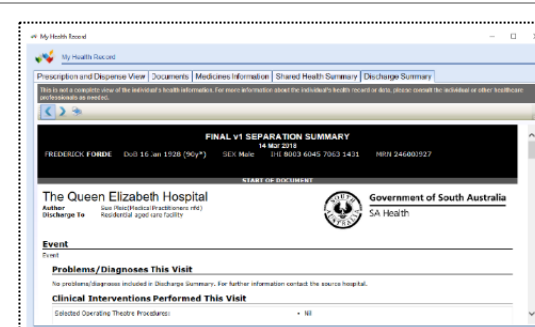 My Health Record
My Health Record
Prescription and Dispense View Documents Medicines Information Shared Health Summary Discharge Summary
This is not a complete view of the individual's health information. For more information about the individual's health record or data, please consult the individual or other healthcare
professionals as needed.
FINAL v1 SEPARATION SUMMARY
14 Mar 2018
FREDERICK FORDE DoB 16 Jan 1928 (90y*) SEX Male IHI 8003 6045 7063 1431 MRN 246003927
START OF DOCUMENT
The Queen Elizabeth Hospital
Author
Discharge To Residential aged care facility
Government of South Australia
SA Health
Event
Event
Problems/Diagnoses This Visit
No problems/diagnoses included in Discharge Summary. For further information contact the source hospital.
Clinical Interventions Performed This Visit
Selected Operating Theatre Procedures: • Nil